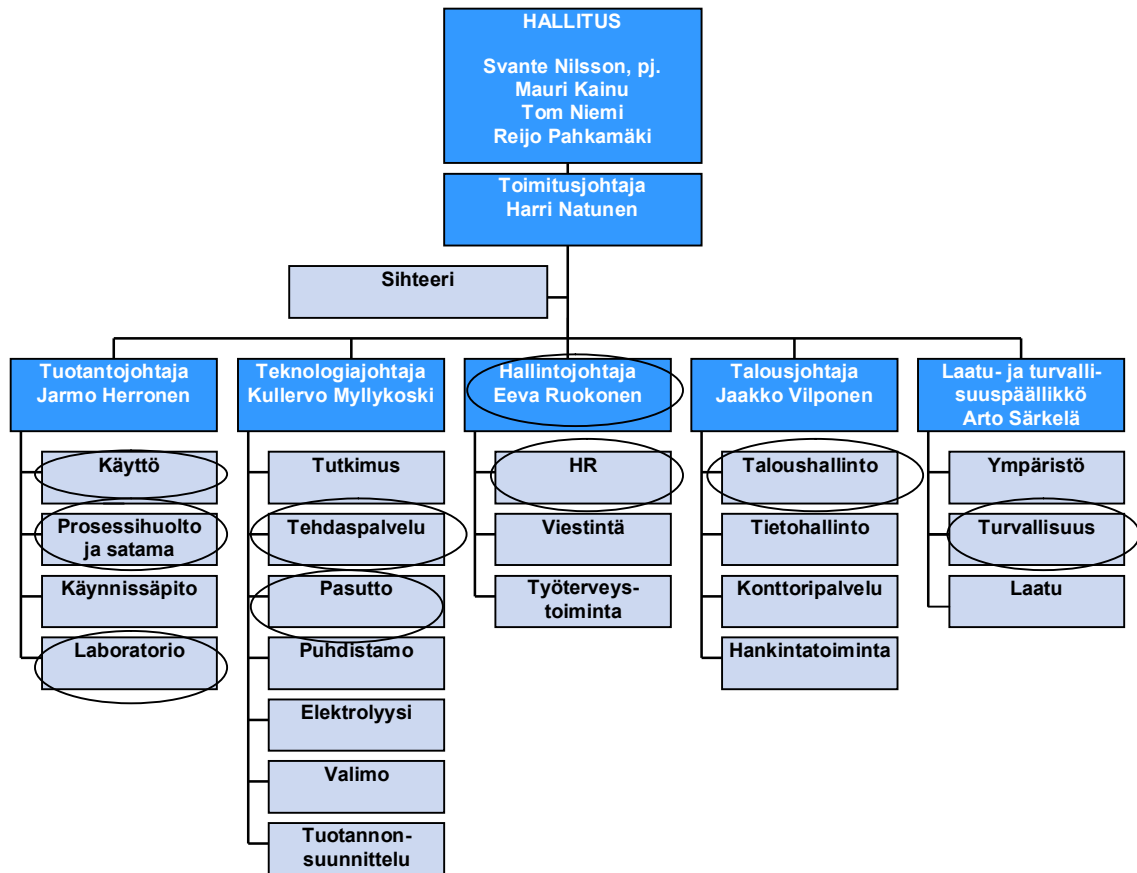 HALLITUS
Svante Nilsson, pj.
Mauri Kainu
Tom Niemi
Reijo Pahkamäki
Toimitusjohtaja
Harri Natunen
Sihteeri
Tuotantojohtaja
Jarmo Herronen
Käyttö
Prosessihuolto
ja satama
Käynnissäpito
Laboratorio
Teknologiajohtaja
Kullervo Myllykoski
Tutkimus
Tehdaspalvelu
Pasutto
Puhdistamo
Elektrolyysi
Valimo
Tuotannon-
suunnittelu
Hallintojohtaja
Eeva Ruokonen
HR
Viestintä
Työterveys-
toiminta
Talousjohtaja
Jaakko Vilponen
Taloushallinto
Tietohallinto
Konttoripalvelu
Hankintatoiminta
Laatu- ja turvalli-
suuspäällikkö
Arto Särkelä
Ympäristö
Turvallisuus
Laatu